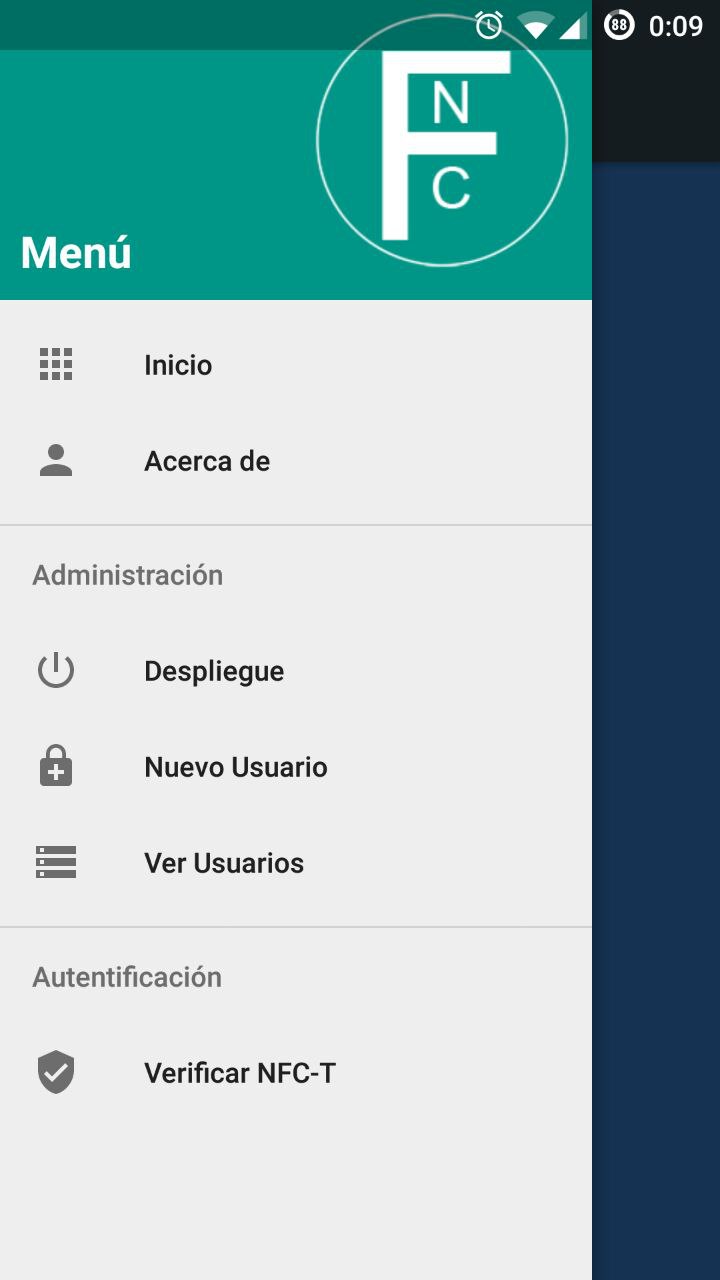 88 0:09
N
F
C
Menú
Inicio
Acerca de
Administración
Despliegue
Nuevo Usuario
Ver Usuarios
Autentificación
Verificar NFC-T